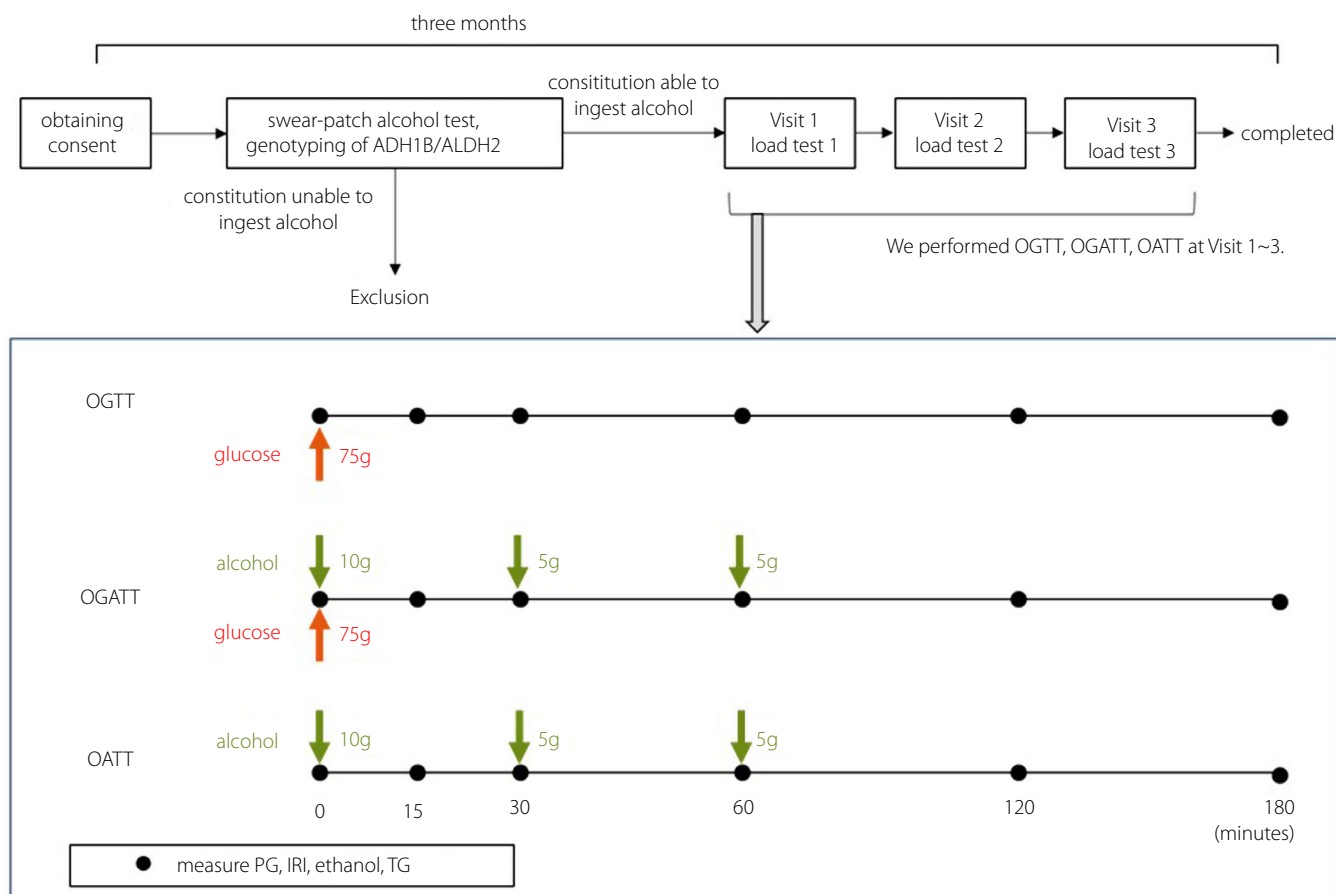 three months
obtaining
consent
swear-patch alcohol test,
genotyping of ADH1B/ALDH2
consititution able to
ingest alcohol
Visit 1
load test 1
Visit 2
load test 2
Visit 3
load test 3
completed
constitution unable to
ingest alcohol
Exclusion
We performed OGTT, OGATT, OATT at Visit 1~3.
OGTT
glucose 75g
alcohol 10g 5g 5g
OGATT
glucose 75g
alcohol 10g 5g 5g
OATT
0 15 30 60 120 180
(minutes)
measure PG, IRI, ethanol, TG